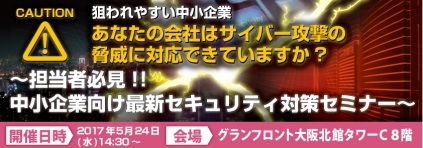 CAUTION
狙われやすい中小企業
あなたの会社はサイバー攻撃の
脅威に対応できていますか？
～担当者必見!!
中小企業向け最新セキュリティ対策セミナー～
開催日時 2017年5月24日(水)14:30～ 会場 グランフロント大阪北館タワーC 8階